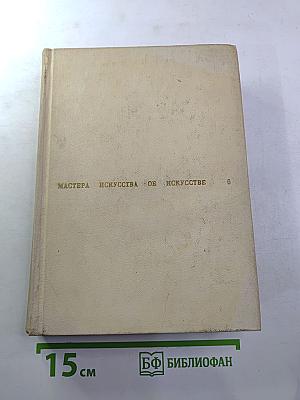 МАСТЕРА ИСКУССТВА ОБ ИСКУССТВЕ 6
15 см
БФ БИБЛИОФАН